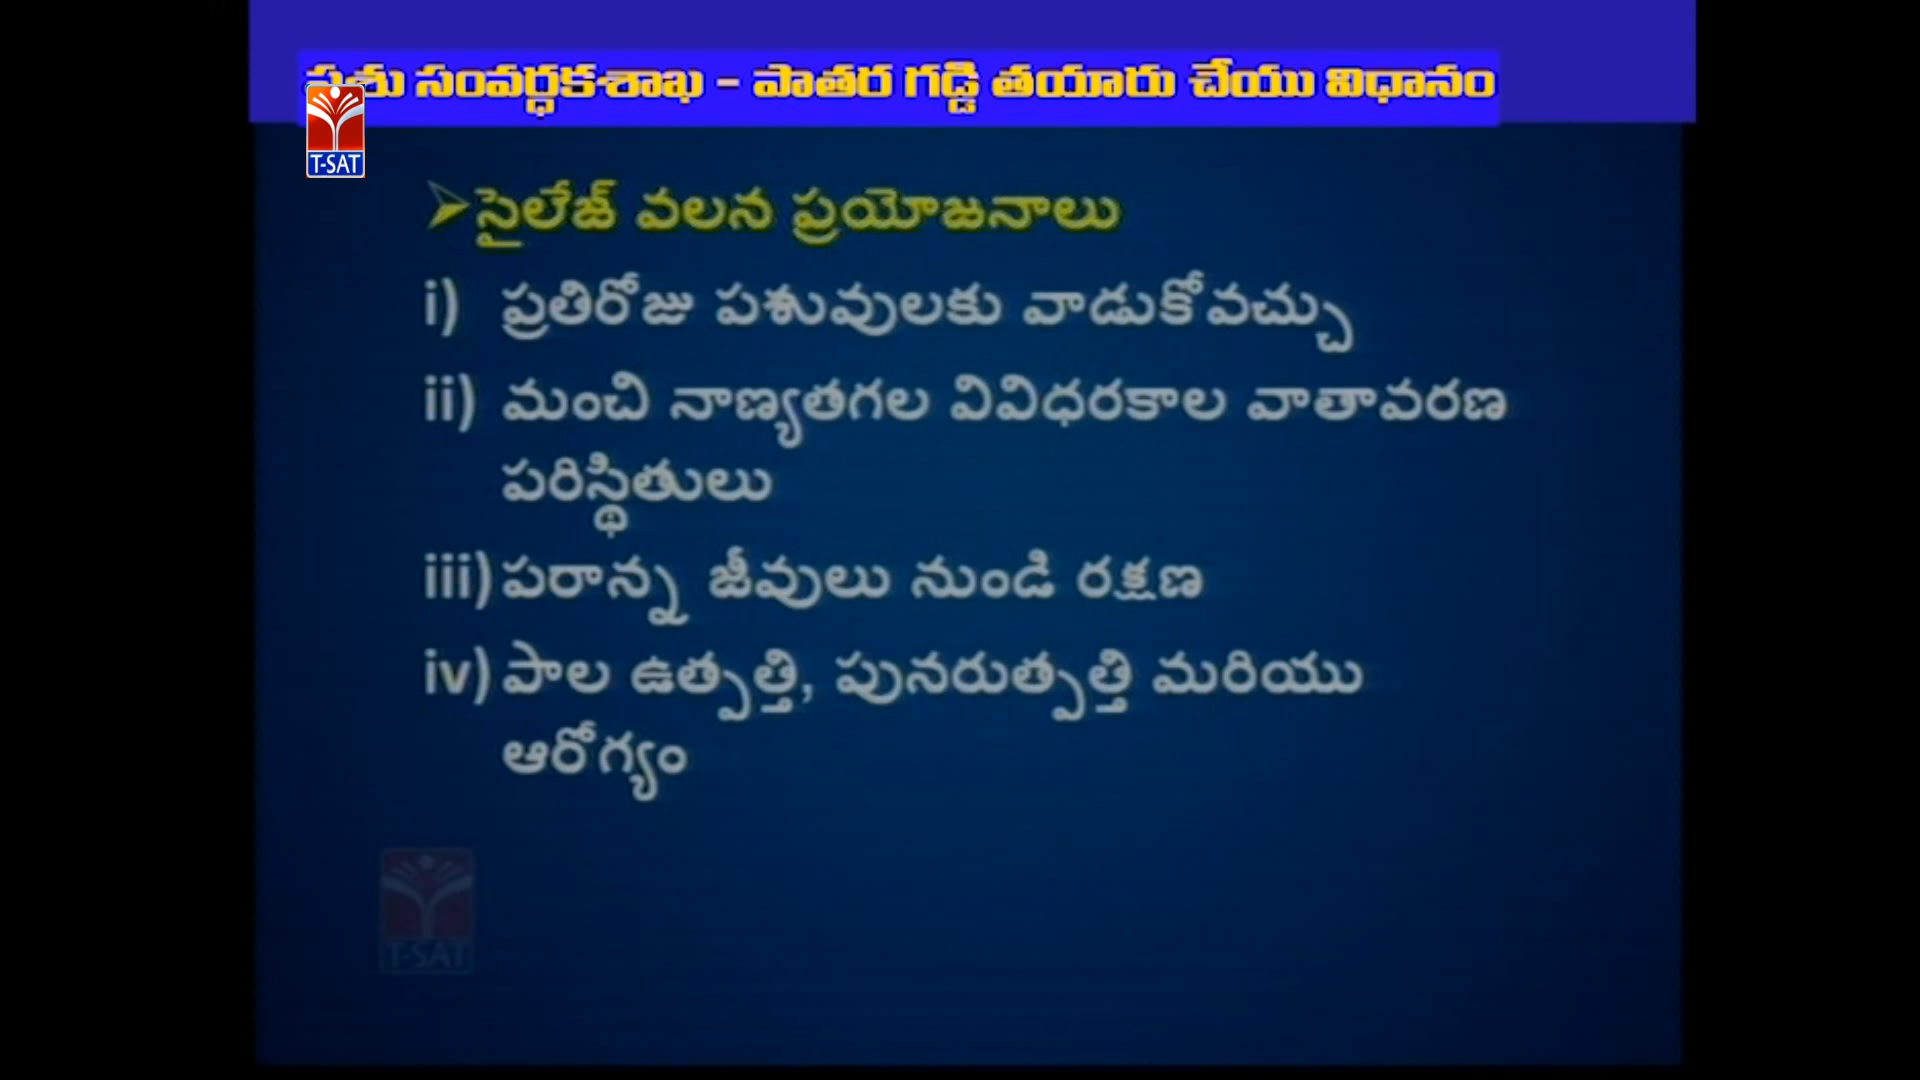 పశు సంవర్ధకశాఖ - పాతర గడ్డి తయారు చేయు విధానం
T-SAT
➢సైలేజ్ వలన ప్రయోజనాలు
i) ప్రతిరోజు పశువులకు వాడుకోవచ్చు
ii) మంచి నాణ్యతగల వివిధరకాల వాతావరణ
పరిస్థితులు
iii) పరాన్న జీవులు నుండి రక్షణ
iv) పాల ఉత్పత్తి, పునరుత్పత్తి మరియు
ఆరోగ్యం
T-SAT